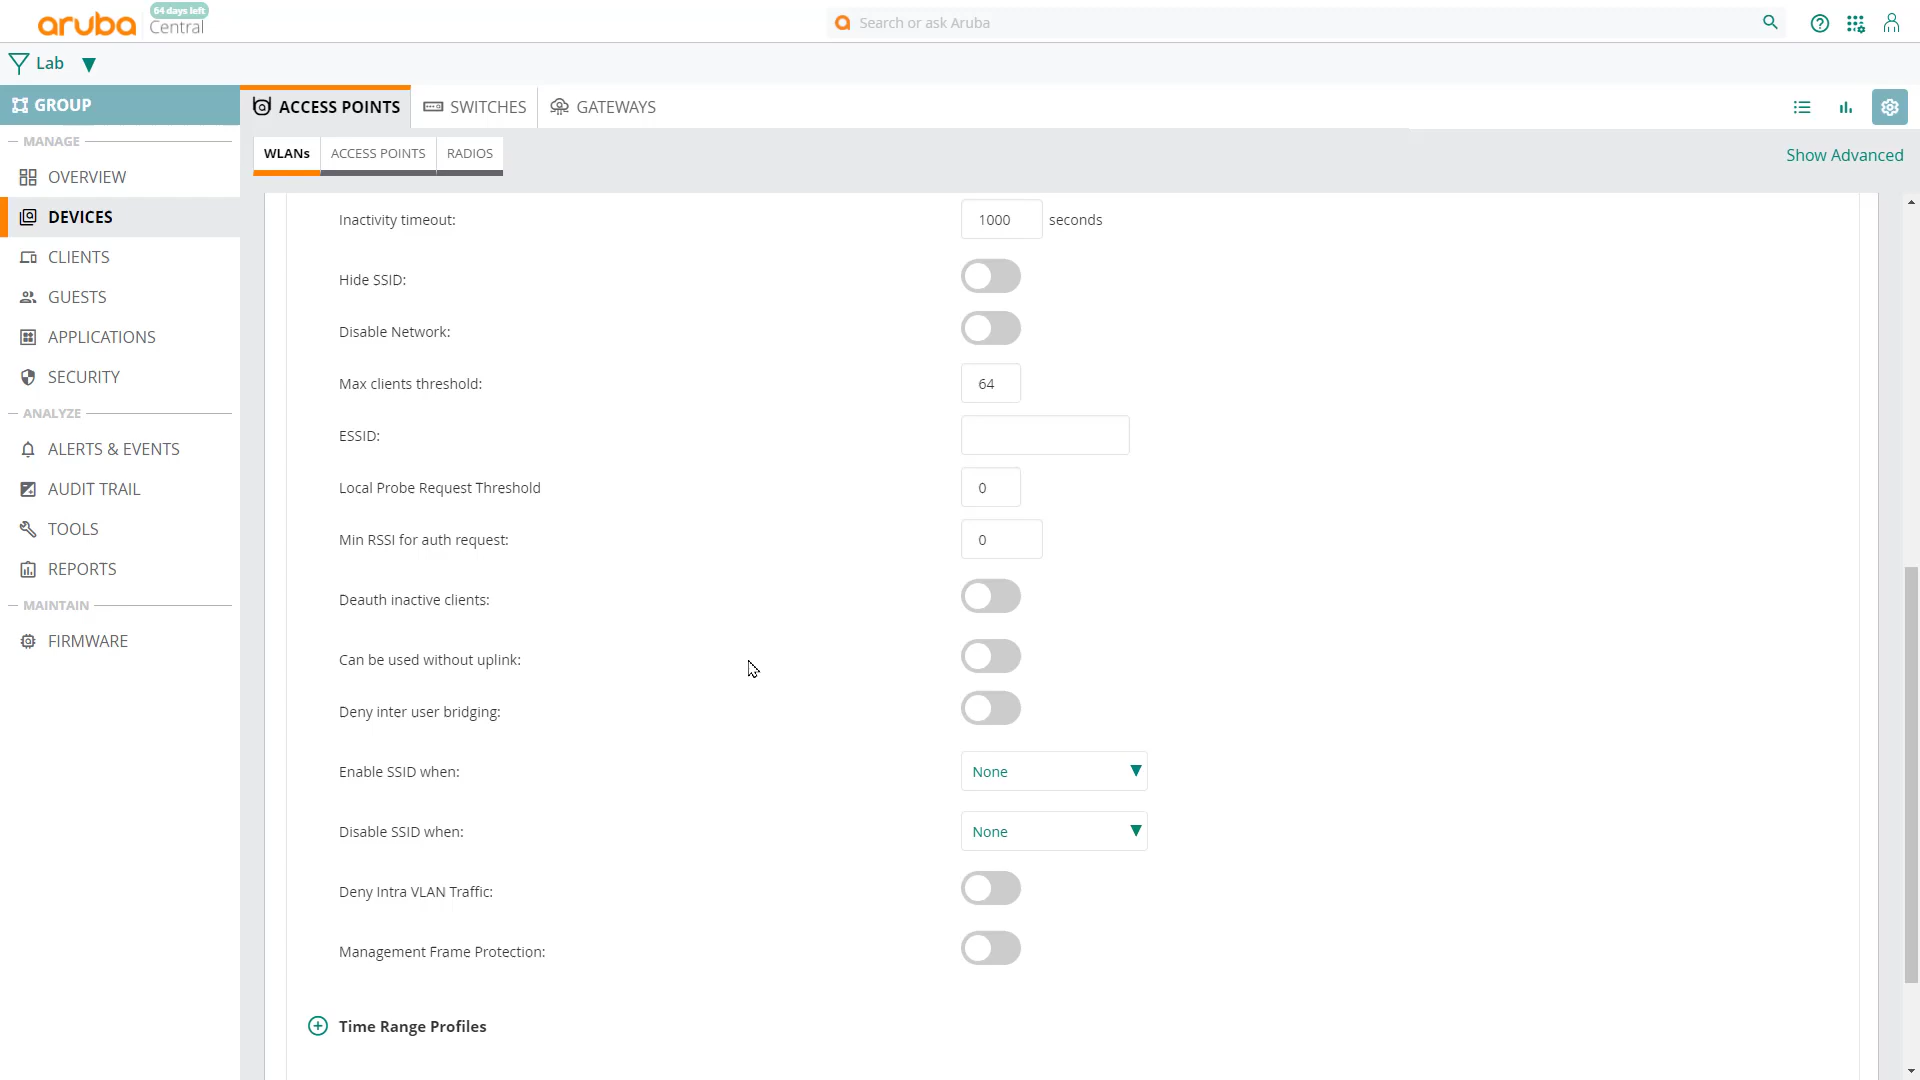 aruba
64 days left
Central
Search or ask Aruba
Lab
GROUP
ACCESS POINTS
SWITCHES
GATEWAYS
MANAGE
WLANs
ACCESS POINTS
RADIOS
Show Advanced
OVERVIEW
DEVICES
CLIENTS
GUESTS
APPLICATIONS
SECURITY
ANALYZE
ALERTS & EVENTS
AUDIT TRAIL
TOOLS
REPORTS
MAINTAIN
FIRMWARE
Inactivity timeout: 1000 seconds
Hide SSID:
Disable Network:
Max clients threshold: 64
ESSID:
Local Probe Request Threshold 0
Min RSSI for auth request: 0
Deauth inactive clients:
Can be used without uplink:
Deny inter user bridging:
Enable SSID when: None
Disable SSID when: None
Deny Intra VLAN Traffic:
Management Frame Protection:
Time Range Profiles